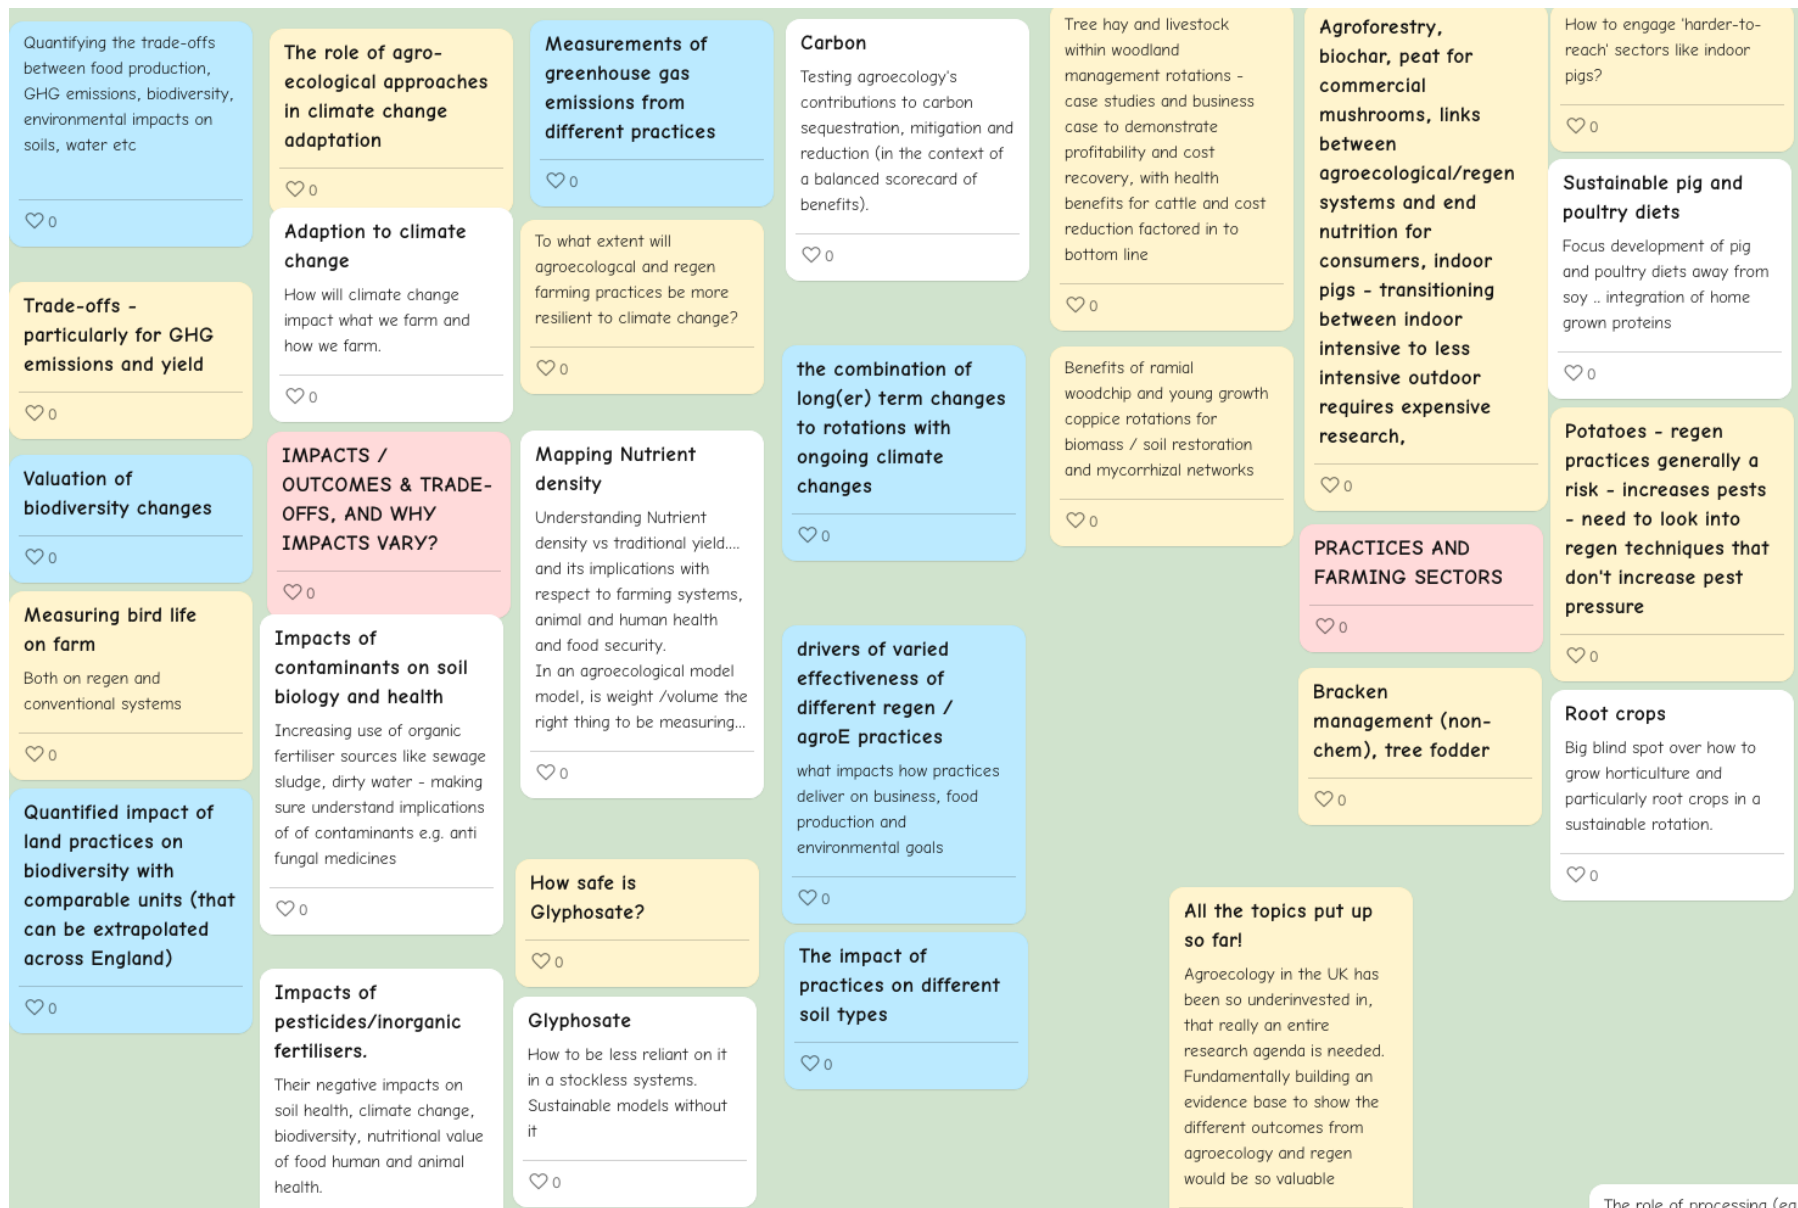 Quantifying the trade-offs
between food production,
GHG emissions, biodiversity,
environmental impacts on
soils, water etc
0
Trade-offs -
particularly for GHG
emissions and yield
0
Valuation of
biodiversity changes
0
Measuring bird life
on farm
Both on regen and
conventional systems
0
Quantified impact of
land practices on
biodiversity with
comparable units (that
can be extrapolated
across England)
0
The role of agro-
ecological approaches
in climate change
adaptation
0
Adaption to climate
change
How will climate change
impact what we farm and
how we farm.
0
IMPACTS /
OUTCOMES & TRADE-
OFFS, AND WHY
IMPACTS VARY?
0
Impacts of
contaminants on soil
biology and health
Increasing use of organic
fertiliser sources like sewage
sludge, dirty water - making
sure understand implications
of of contaminants e.g. anti
fungal medicines
0
Impacts of
pesticides/inorganic
fertilisers.
Their negative impacts on
soil health, climate change,
biodiversity, nutritional value
of food human and animal
health.
Measurements of
greenhouse gas
emissions from
different practices
0
To what extent will
agroecologcal and regen
farming practices be more
resilient to climate change?
0
Mapping Nutrient
density
Understanding Nutrient
density vs traditional yield....
and its implications with
respect to farming systems,
animal and human health
and food security.
In an agroecological model
model, is weight /volume the
right thing to be measuring...
0
How safe is
Glyphosate?
0
Glyphosate
How to be less reliant on it
in a stockless systems.
Sustainable models without
it
0
Carbon
Testing agroecology's
contributions to carbon
sequestration, mitigation and
reduction (in the context of
a balanced scorecard of
benefits).
0
the combination of
long(er) term changes
to rotations with
ongoing climate
changes
0
drivers of varied
effectiveness of
different regen /
agroE practices
what impacts how practices
deliver on business, food
production and
environmental goals
0
The impact of
practices on different
soil types
0
Tree hay and livestock
within woodland
management rotations -
case studies and business
case to demonstrate
profitability and cost
recovery, with health
benefits for cattle and cost
reduction factored in to
bottom line
0
Benefits of ramial
woodchip and young growth
coppice rotations for
biomass / soil restoration
and mycorrhizal networks
0
Agroforestry,
biochar, peat for
commercial
mushrooms, links
between
agroecological/regen
systems and end
nutrition for
consumers, indoor
pigs - transitioning
between indoor
intensive to less
intensive outdoor
requires expensive
research,
0
PRACTICES AND
FARMING SECTORS
0
Bracken
management (non-
chem), tree fodder
0
All the topics put up
so far!
Agroecology in the UK has
been so underinvested in,
that really an entire
research agenda is needed.
Fundamentally building an
evidence base to show the
different outcomes from
agroecology and regen
would be so valuable
How to engage 'harder-to-
reach' sectors like indoor
pigs?
0
Sustainable pig and
poultry diets
Focus development of pig
and poultry diets away from
soy .. integration of home
grown proteins
0
Potatoes - regen
practices generally a
risk - increases pests
- need to look into
regen techniques that
don't increase pest
pressure
0
Root crops
Big blind spot over how to
grow horticulture and
particularly root crops in a
sustainable rotation.
0
The role of processing (eg